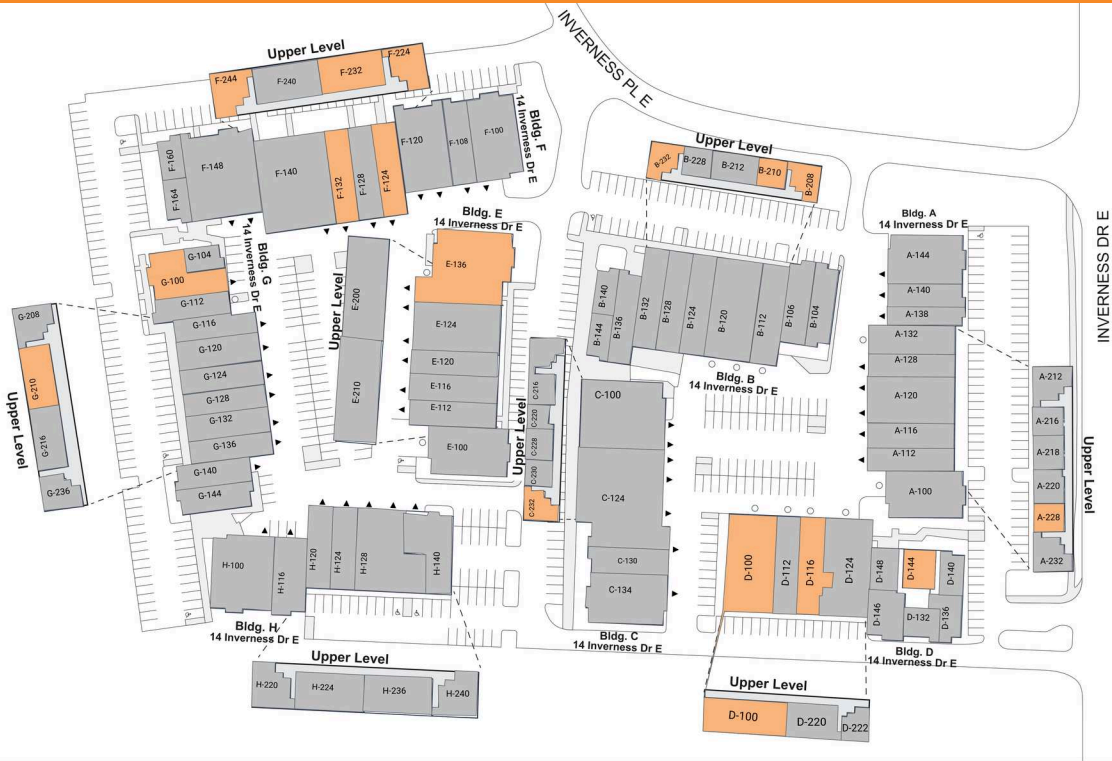 INVERNESS PL E
INVERNESS DR E
Upper Level
F-244
F-240
F-232
F-224
F-160
F-164
F-148
F-140
F-132
F-128
F-124
F-120
F-108
F-100
Bldg. F
14 Inverness Dr E
Upper Level
B-232
B-228
B-212
B-210
B-208
B-140
B-144
B-136
B-132
B-128
B-124
B-120
B-112
B-106
B-104
Bldg. B
14 Inverness Dr E
Bldg. A
14 Inverness Dr E
A-144
A-140
A-138
A-132
A-128
A-120
A-116
A-112
A-100
Upper Level
A-212
A-216
A-218
A-220
A-228
A-232
Bldg. E
14 Inverness Dr E
E-136
E-124
E-120
E-116
E-112
E-100
Upper Level
E-200
E-210
Bldg. G
14 Inverness Dr E
G-104
G-100
G-112
G-116
G-120
G-124
G-128
G-132
G-136
G-140
G-144
Upper Level
G-208
G-210
G-216
G-236
Upper Level
C-216
C-220
C-228
C-230
C-232
C-100
C-124
C-130
C-134
Bldg. C
14 Inverness Dr E
H-100
H-116
H-120
H-124
H-128
H-140
Bldg. H
14 Inverness Dr E
Upper Level
H-220
H-224
H-236
H-240
D-100
D-112
D-116
D-124
D-148
D-144
D-140
D-146
D-132
D-136
Bldg. D
14 Inverness Dr E
Upper Level
D-100
D-220
D-222